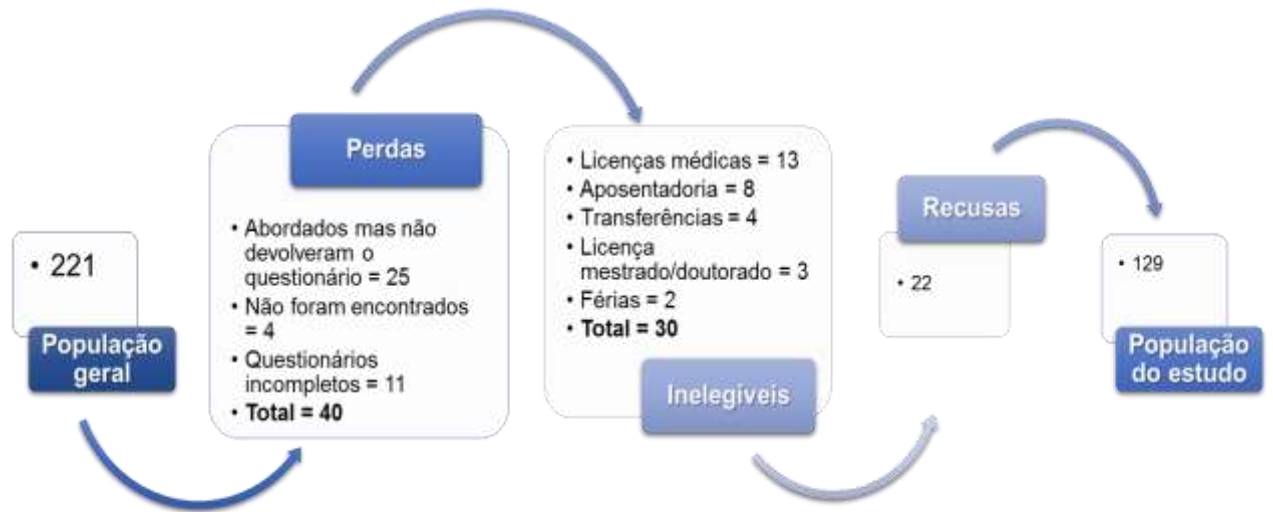 • 221
População
geral
Perdas
• Abordados mas não
devolveram o
questionário = 25
• Não foram encontrados
= 4
• Questionários
incompletos = 11
• Total = 40
• Licenças médicas = 13
• Aposentadoria = 8
• Transferências = 4
• Licença
mestrado/doutorado = 3
• Férias = 2
• Total = 30
Inelegíveis
Recusas
• 22
• 129
População
do estudo